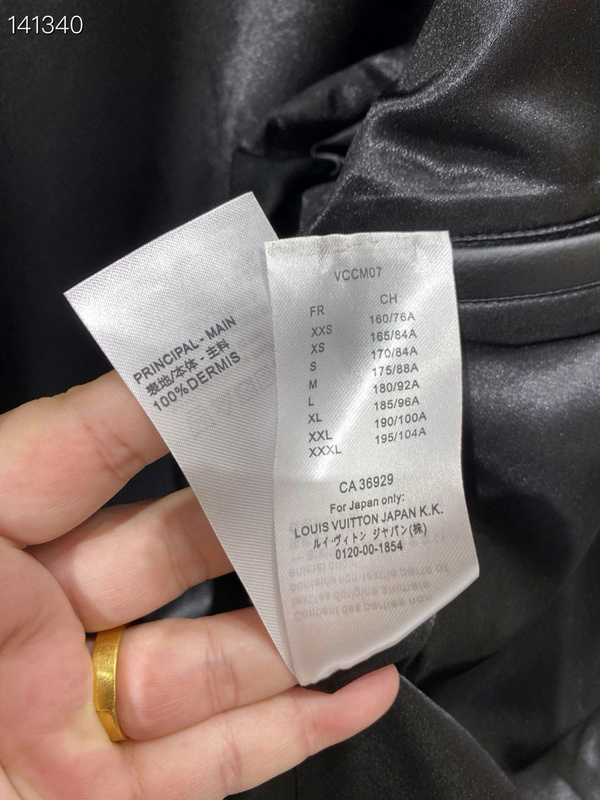 141340
PRINCIPAL - MAIN
表地/本体 - 主料
100%DERMIS
VCCM07
FR CH
XXS 160/76A
XS 165/84A
S 170/84A
M 175/88A
L 180/92A
XL 185/96A
XXL 190/100A
XXXL 195/104A
CA 36929
For Japan only:
LOUIS VUITTON JAPAN K.K.
ルイ·ヴィトン ジャパン(株)
0120-00-1854